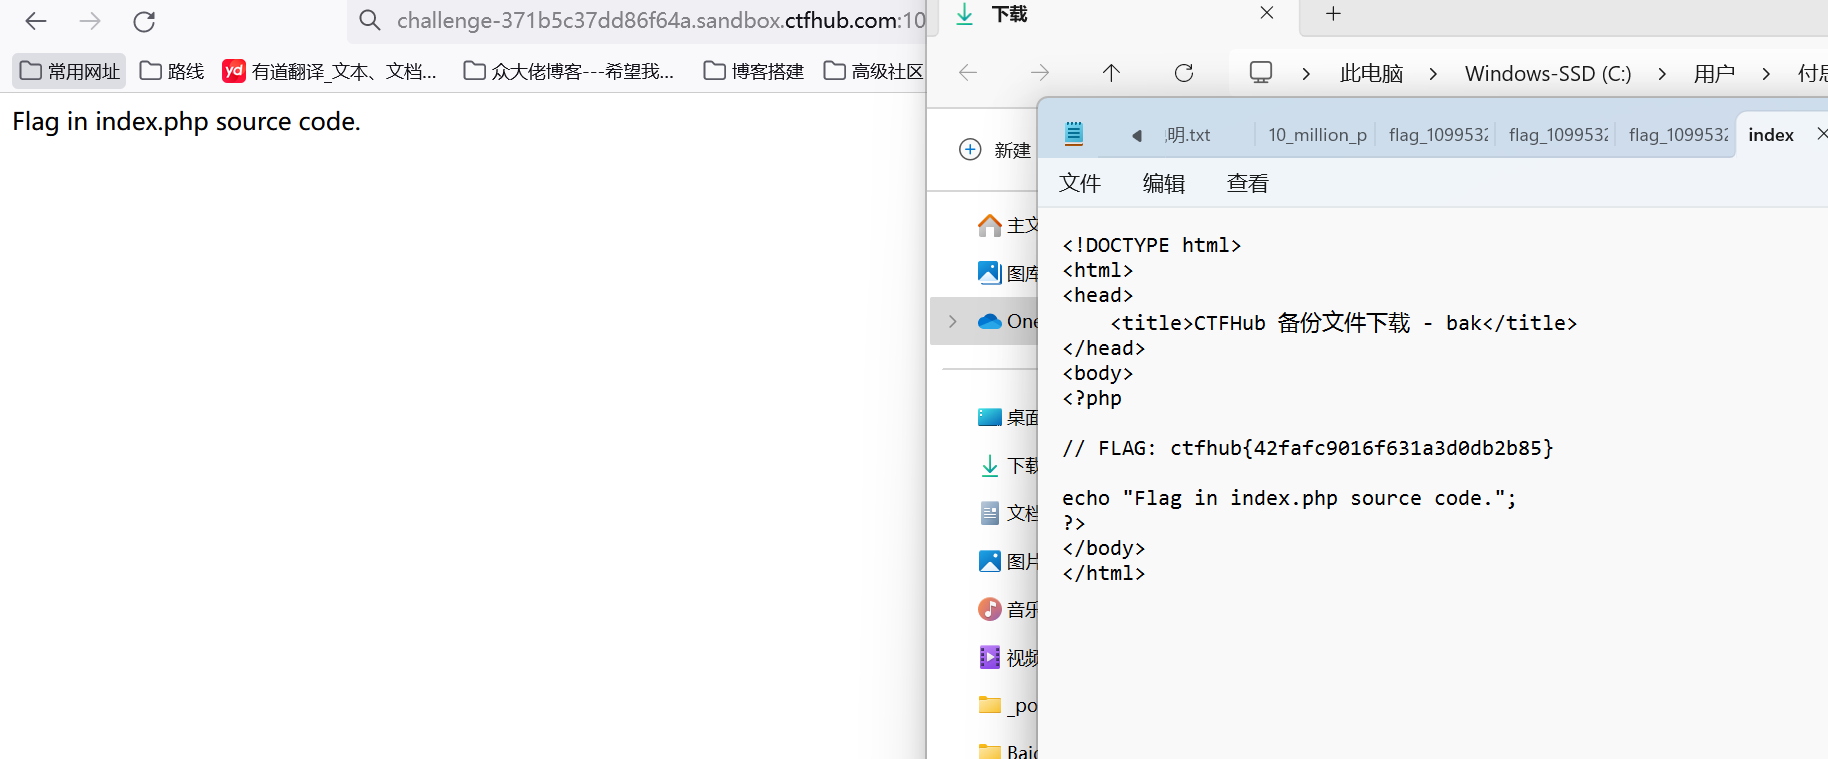 challenge-371b5c37dd86f64a.sandbox.ctfhub.com:10
常用网址 路线 yd 有道翻译_文本、文档... 众大佬博客---希望我... 博客搭建 高级社区
Flag in index.php source code.
下载
此电脑 Windows-SSD (C:) 用户
新建
明.txt 10_million_p flag_1099532 flag_1099532 flag_1099532 index
文件 编辑 查看
主文
图库
One
桌面
下载
文档
图片
音乐
视频
_po
Baid
<!DOCTYPE html>
<html>
<head>
<title>CTFHub 备份文件下载 - bak</title>
</head>
<body>
<?php
// FLAG: ctfhub{42fafc9016f631a3d0db2b85}
echo "Flag in index.php source code.";
?>
</body>
</html>